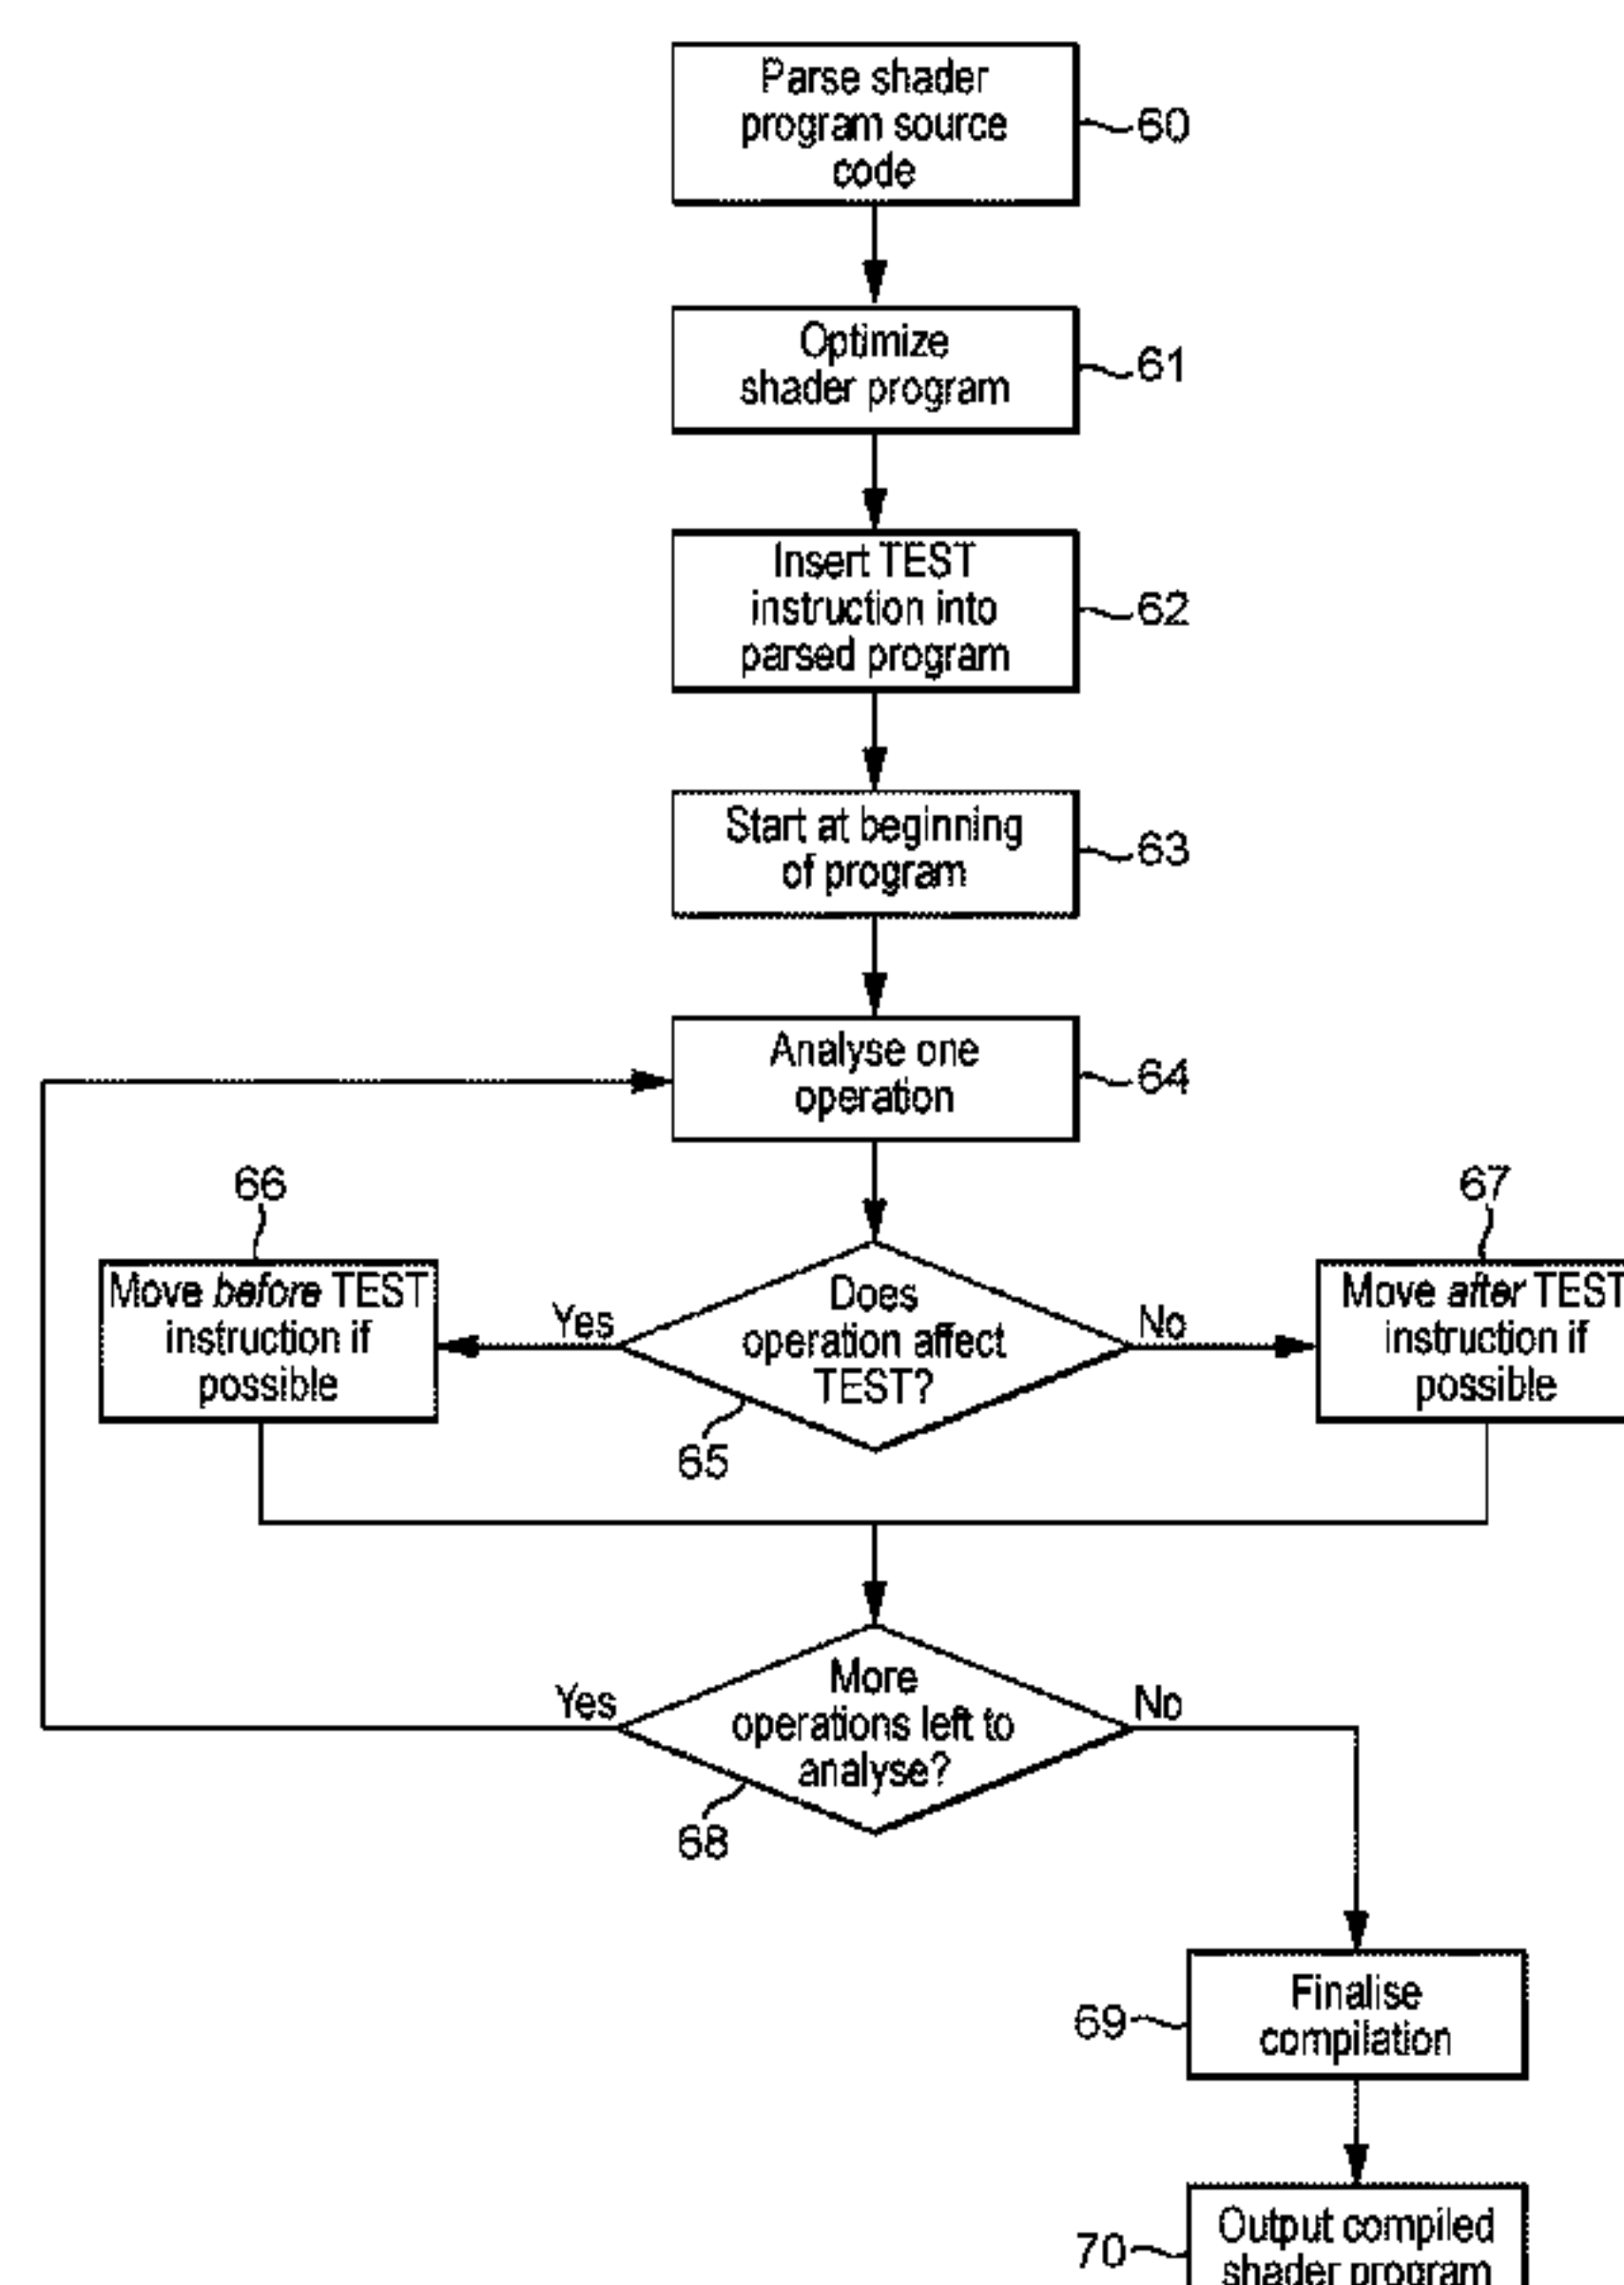 Parse shader
program source
code
60
Optimize
shader program
61
Insert TEST
instruction into
parsed program
62
Start at beginning
of program
63
Analyse one
operation
64
66
Move before TEST
instruction if
possible
Yes
Does
operation affect
TEST?
65
No
67
Move after TEST
instruction if
possible
Yes
More
operations left to
analyse?
68
No
69
Finalise
compilation
70
Output compiled
shader program